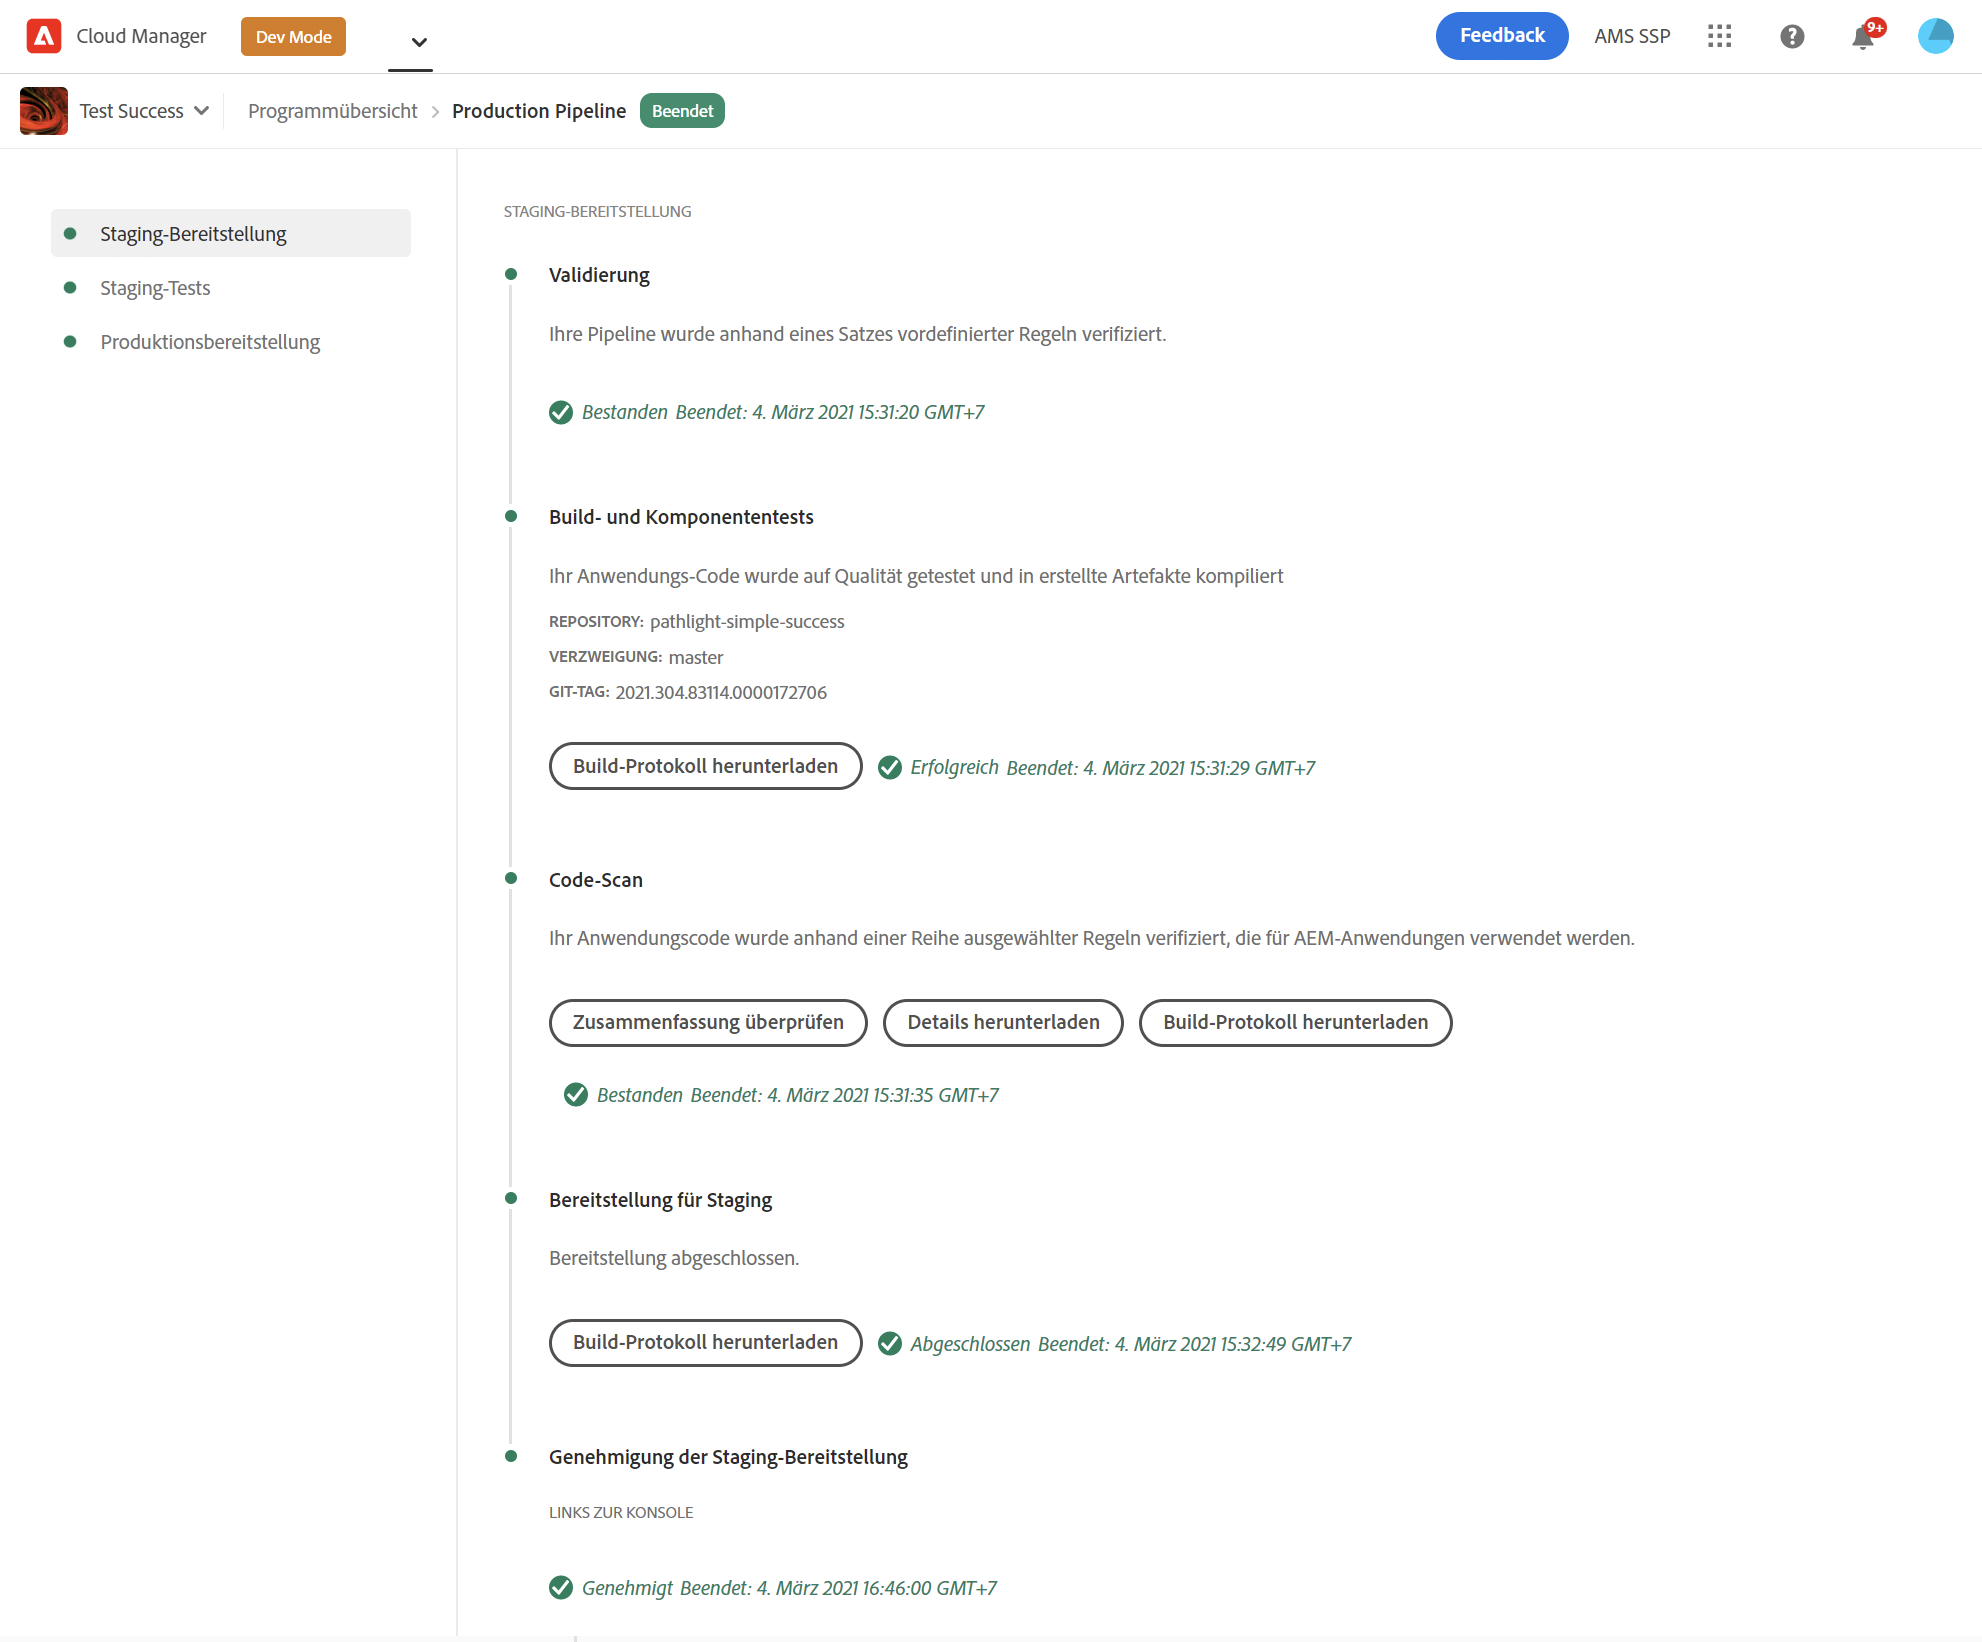 Cloud Manager
Dev Mode
Feedback
AMS SSP
9+
Test Success
Programmübersicht
Production Pipeline
Beendet
Staging-Bereitstellung
Staging-Tests
Produktionsbereitstellung
STAGING-BEREITSTELLUNG
Validierung
Ihre Pipeline wurde anhand eines Satzes vordefinierter Regeln verifiziert.
Bestanden Beendet: 4. März 2021 15:31:20 GMT+7
Build- und Komponententests
Ihr Anwendungs-Code wurde auf Qualität getestet und in erstellte Artefakte kompiliert
REPOSITORY: pathlight-simple-success
VERZWEIGUNG: master
GIT-TAG: 2021.304.83114.0000172706
Build-Protokoll herunterladen
Erfolgreich Beendet: 4. März 2021 15:31:29 GMT+7
Code-Scan
Ihr Anwendungscode wurde anhand einer Reihe ausgewählter Regeln verifiziert, die für AEM-Anwendungen verwendet werden.
Zusammenfassung überprüfen
Details herunterladen
Build-Protokoll herunterladen
Bestanden Beendet: 4. März 2021 15:31:35 GMT+7
Bereitstellung für Staging
Bereitstellung abgeschlossen.
Build-Protokoll herunterladen
Abgeschlossen Beendet: 4. März 2021 15:32:49 GMT+7
Genehmigung der Staging-Bereitstellung
LINKS ZUR KONSOLE
Genehmigt Beendet: 4. März 2021 16:46:00 GMT+7